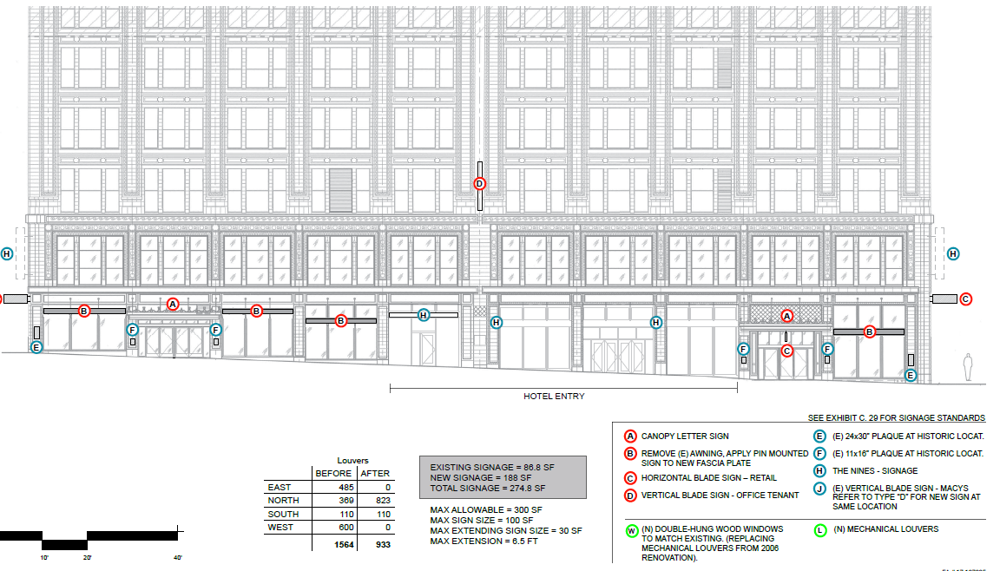 D
H
H
C
B
A
B
B
H
H
H
A
B
C
F
F
F
F
E
E
HOTEL ENTRY
SEE EXHIBIT C. 29 FOR SIGNAGE STANDARDS
A CANOPY LETTER SIGN
B REMOVE (E) AWNING, APPLY PIN MOUNTED
SIGN TO NEW FASCIA PLATE
C HORIZONTAL BLADE SIGN – RETAIL
D VERTICAL BLADE SIGN - OFFICE TENANT
E (E) 24x30" PLAQUE AT HISTORIC LOCAT.
F (E) 11x16" PLAQUE AT HISTORIC LOCAT.
H THE NINES - SIGNAGE
J (E) VERTICAL BLADE SIGN - MACYS
REFER TO TYPE "D" FOR NEW SIGN AT
SAME LOCATION
W (N) DOUBLE-HUNG WOOD WINDOWS
TO MATCH EXISTING. (REPLACING
MECHANICAL LOUVERS FROM 2006
RENOVATION).
L (N) MECHANICAL LOUVERS
Louvers
BEFORE AFTER
EAST 485 0
NORTH 369 823
SOUTH 110 110
WEST 600 0
1564 933
EXISTING SIGNAGE = 86.8 SF
NEW SIGNAGE = 188 SF
TOTAL SIGNAGE = 274.8 SF
MAX ALLOWABLE = 300 SF
MAX SIGN SIZE = 100 SF
MAX EXTENDING SIGN SIZE = 30 SF
MAX EXTENSION = 6.5 FT
10' 20' 40'